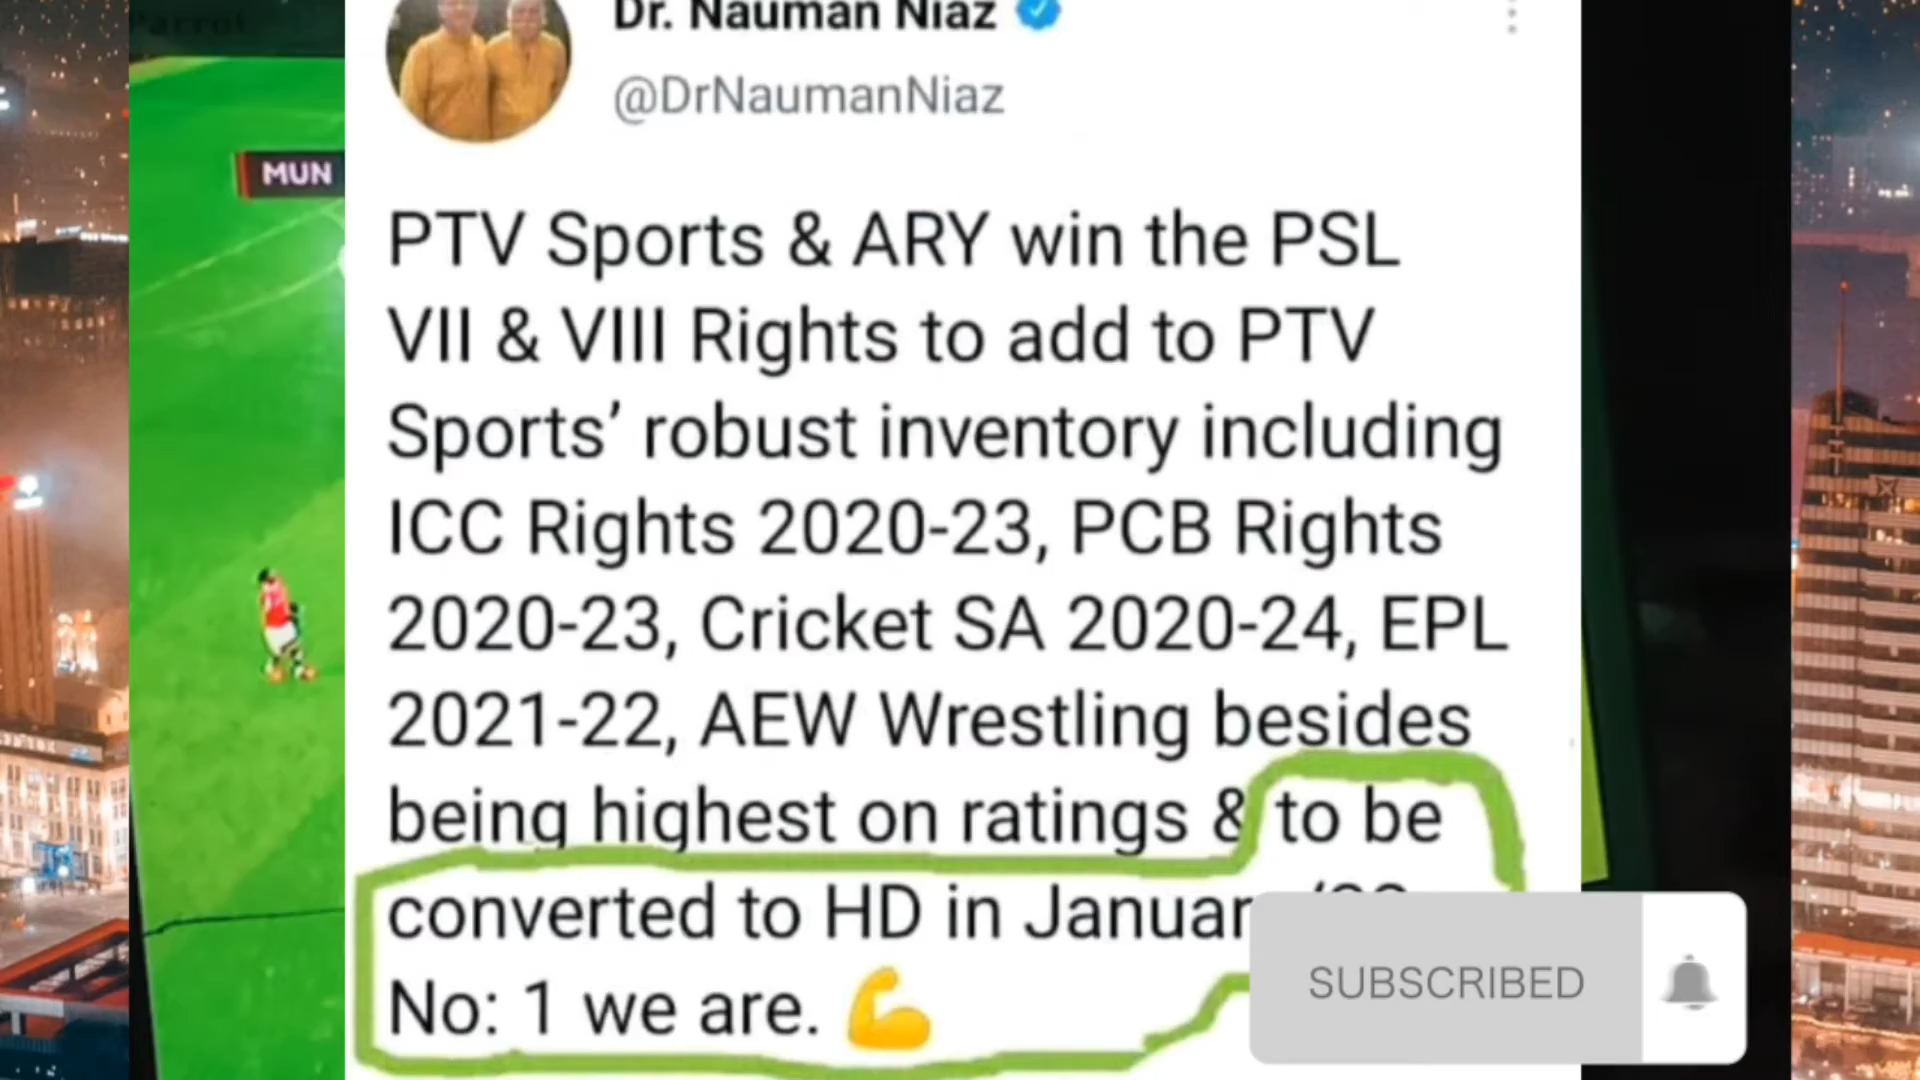 Parrot
Dr. Nauman Niaz
@DrNaumanNiaz
MUN
PTV Sports & ARY win the PSL
VII & VIII Rights to add to PTV
Sports’ robust inventory including
ICC Rights 2020-23, PCB Rights
2020-23, Cricket SA 2020-24, EPL
2021-22, AEW Wrestling besides
being highest on ratings & to be
converted to HD in
No: 1 we are. 💪
SUBSCRIBED